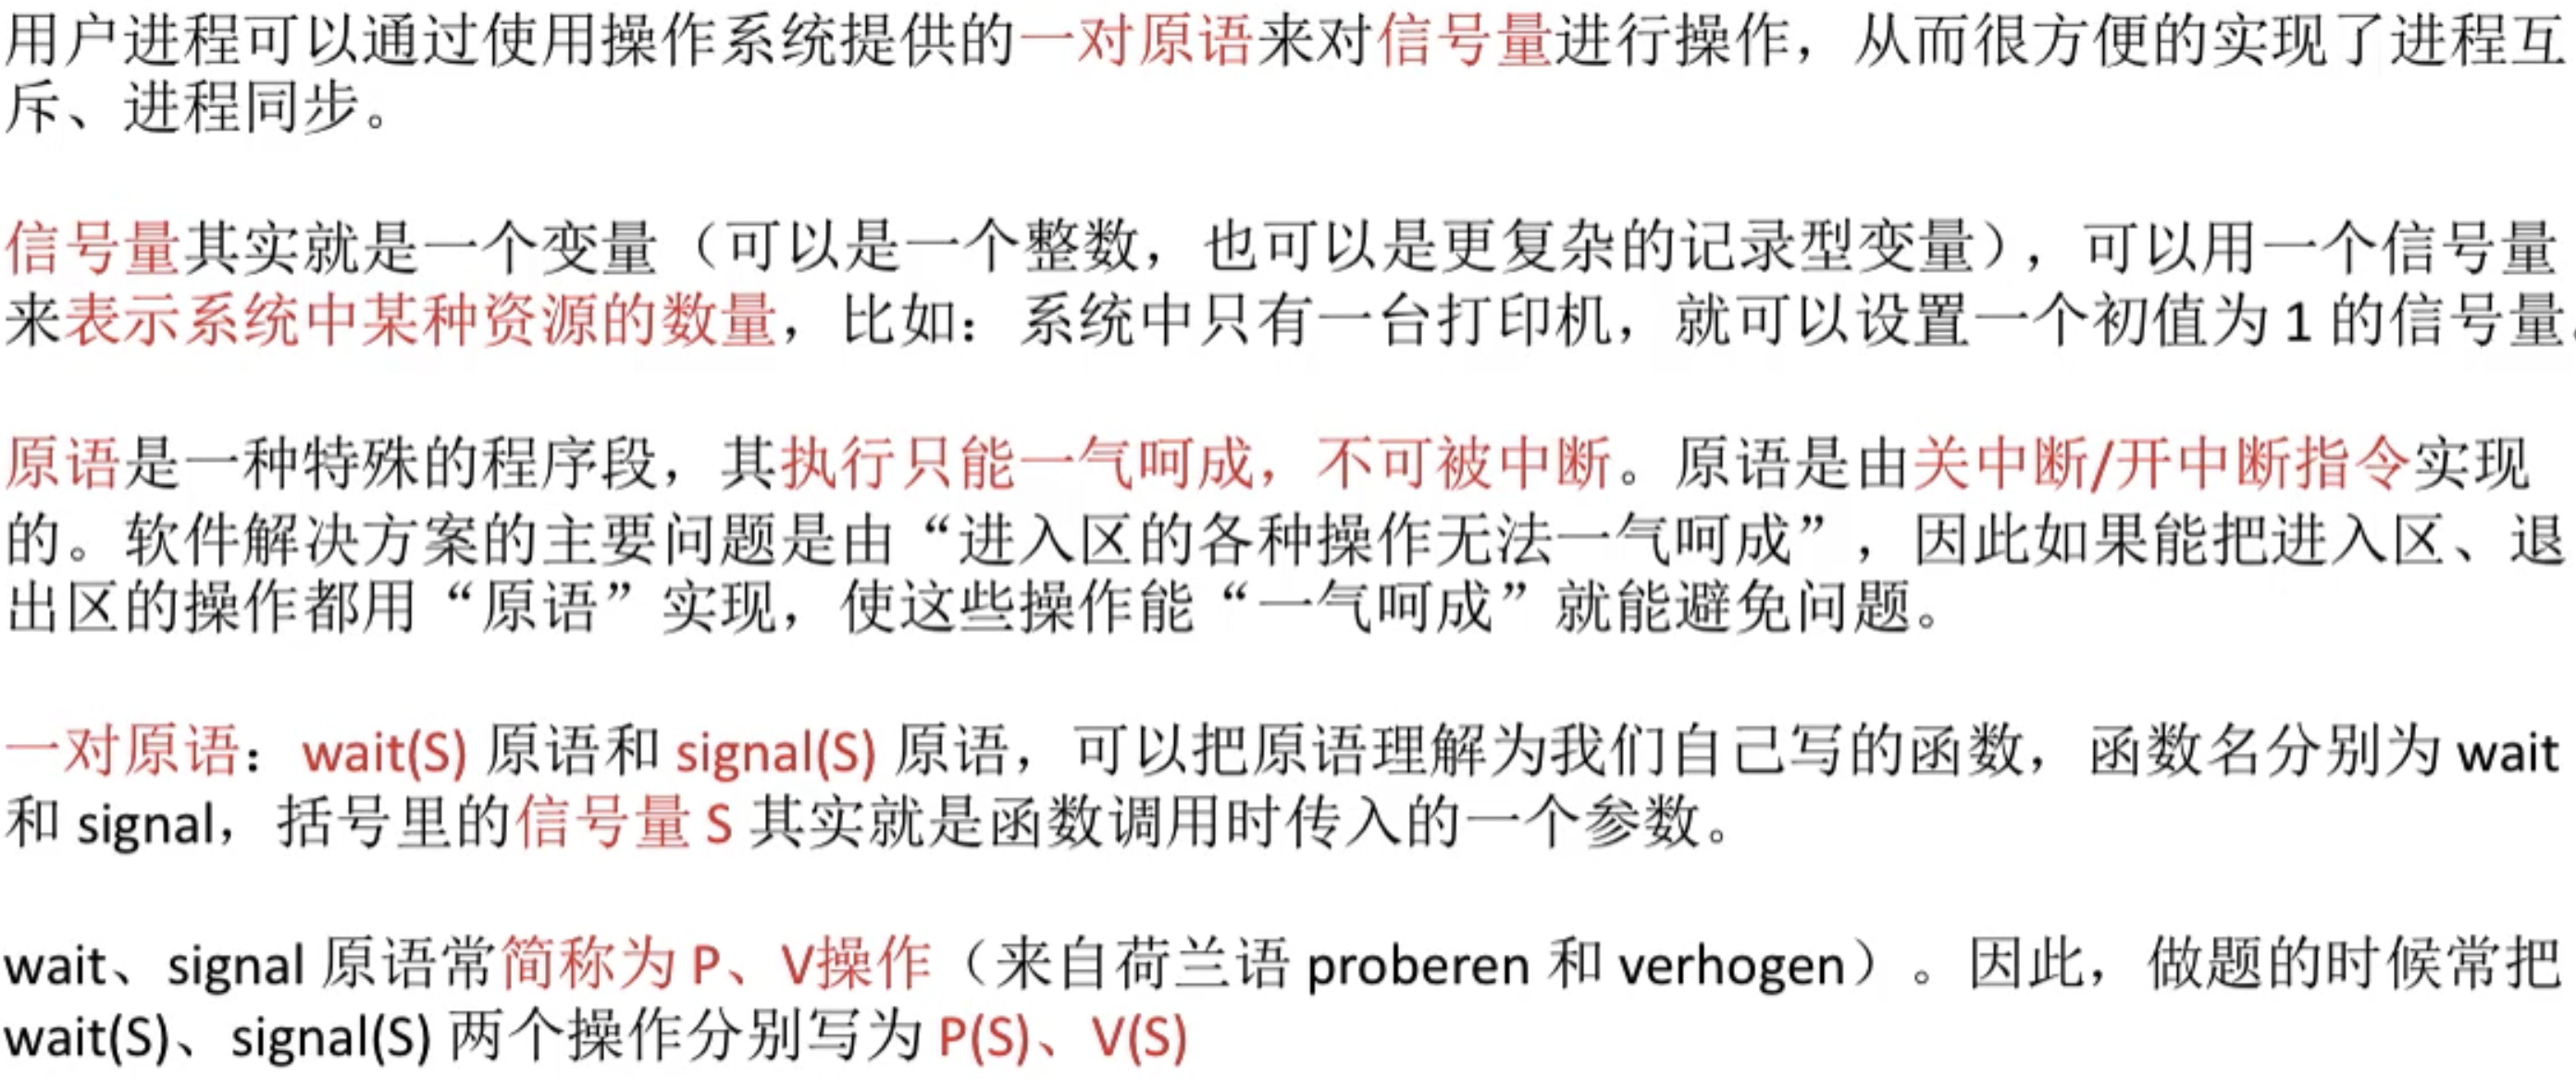 用户进程可以通过使用操作系统提供的一对原语来对信号量进行操作，从而很方便的实现了进程互
斥、进程同步。
信号量其实就是一个变量（可以是一个整数，也可以是更复杂的记录型变量），可以用一个信号量
来表示系统中某种资源的数量，比如：系统中只有一台打印机，就可以设置一个初值为 1 的信号量。
原语是一种特殊的程序段，其执行只能一气呵成，不可被中断。原语是由关中断/开中断指令实现
的。软件解决方案的主要问题是由“进入区的各种操作无法一气呵成”，因此如果能把进入区、退
出区的操作都用“原语”实现，使这些操作能“一气呵成”就能避免问题。
一对原语：wait(S) 原语和 signal(S) 原语，可以把原语理解为我们自己写的函数，函数名分别为 wait
和 signal，括号里的信号量 S 其实就是函数调用时传入的一个参数。
wait、signal 原语常简称为 P、V操作（来自荷兰语 proberen 和 verhogen）。因此，做题的时候常把
wait(S)、signal(S) 两个操作分别写为 P(S)、V(S)